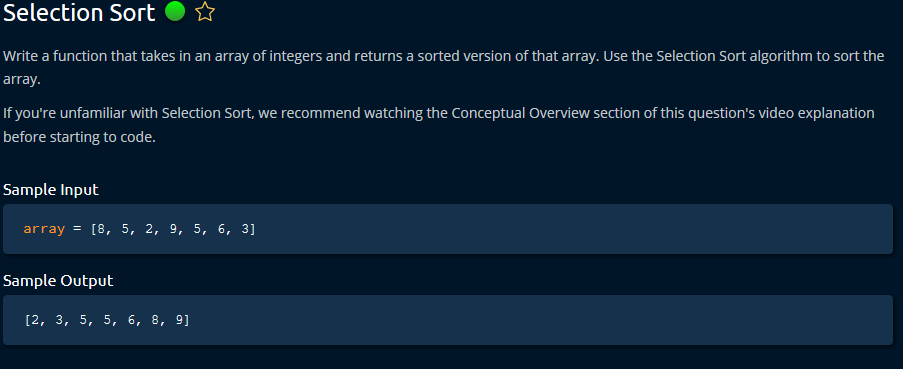 Selection Sort
Write a function that takes in an array of integers and returns a sorted version of that array. Use the Selection Sort algorithm to sort the
array.
If you're unfamiliar with Selection Sort, we recommend watching the Conceptual Overview section of this question's video explanation
before starting to code.
Sample Input
array = [8, 5, 2, 9, 5, 6, 3]
Sample Output
[2, 3, 5, 5, 6, 8, 9]